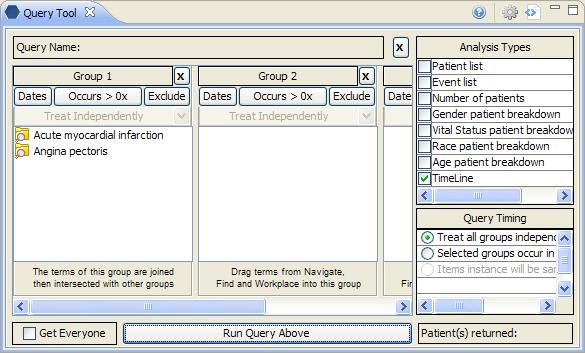 Query Tool
Query Name:
X
Analysis Types
Patient list
Event list
Number of patients
Gender patient breakdown
Vital Status patient breakdow
Race patient breakdown
Age patient breakdown
TimeLine
Group 1
X
Group 2
Dates
Occurs > 0x
Exclude
Dates
Occurs > 0x
Exclude
Dates
Treat Independently
Treat Independently
Acute myocardial infarction
Angina pectoris
Query Timing
Treat all groups independ
Selected groups occur in
Items instance will be sar
The terms of this group are joined
then intersected with other groups
Drag terms from Navigate,
Find and Workplace into this group
Fin
Get Everyone
Run Query Above
Patient(s) returned: